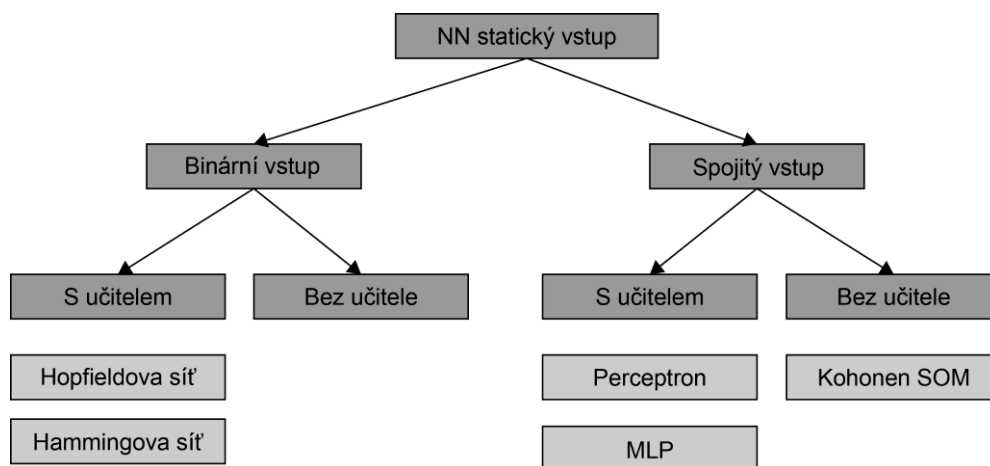 NN statický vstup
Binární vstup
Spojitý vstup
S učitelem
Bez učitele
S učitelem
Bez učitele
Hopfieldova síť
Perceptron
Kohonen SOM
Hammingova síť
MLP